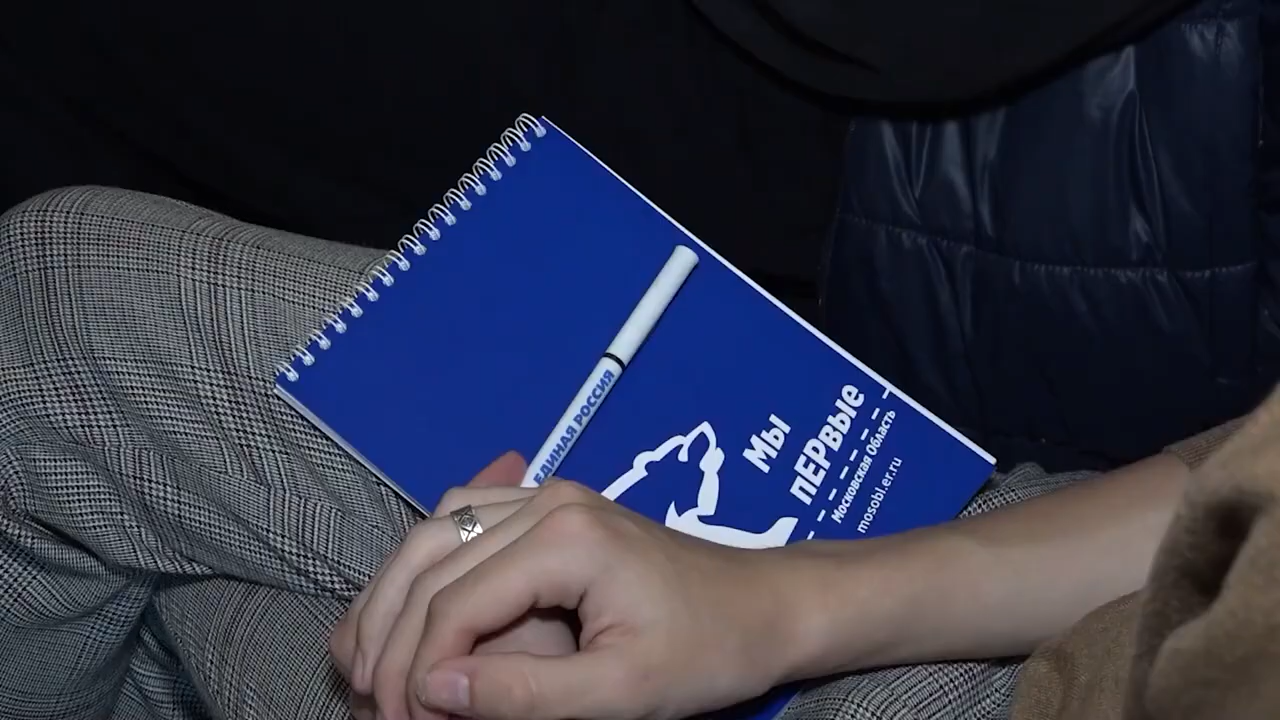 ЕДИНАЯ РОССИЯ
Мы
пЕРвые
Московская Область
mosobl.er.ru